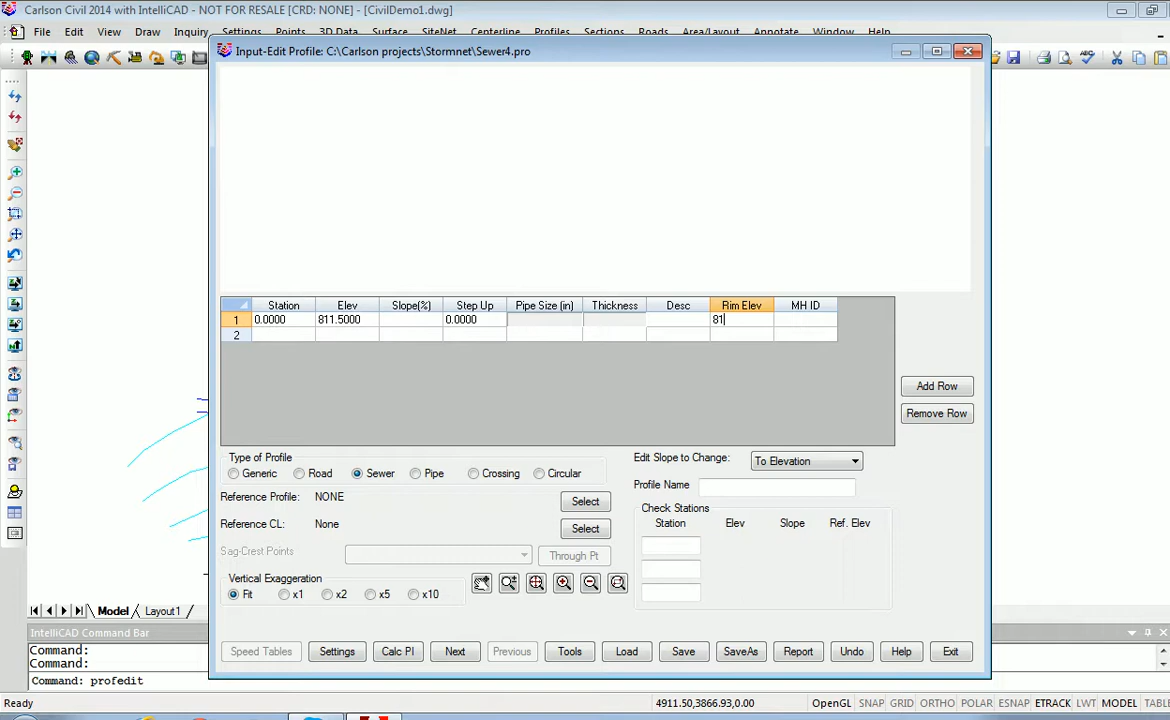 Carlson Civil 2014 with IntelliCAD - NOT FOR RESALE [CRD: NONE] - [CivilDemo1.dwg]
File Edit View Draw Inquiry Settings Points 3D Data Surface SiteNet Centerline Profiles Sections Roads Area/Layout Annotate Window Help
Input-Edit Profile: C:\Carlson projects\Stormnet\Sewer4.pro
Station Elev Slope(%) Step Up Pipe Size (in) Thickness Desc Rim Elev MH ID
1 0.0000 811.5000 0.0000 81
2
Add Row
Remove Row
Type of Profile
Generic Road Sewer Pipe Crossing Circular
Edit Slope to Change: To Elevation
Reference Profile: NONE Select
Profile Name
Check Stations
Station Elev Slope Ref. Elev
Reference CL: None Select
Sag-Crest Points Through Pt
Vertical Exaggeration
Fit x1 x2 x5 x10
Model Layout1
IntelliCAD Command Bar
Speed Tables Settings Calc PI Next Previous Tools Load Save SaveAs Report Undo Help Exit
Command:
Command:
Command: profedit
Ready 4911.50,3866.93,0.00 OpenGL SNAP GRID ORTHO POLAR ESNAP ETRACK LWT MODEL TABL